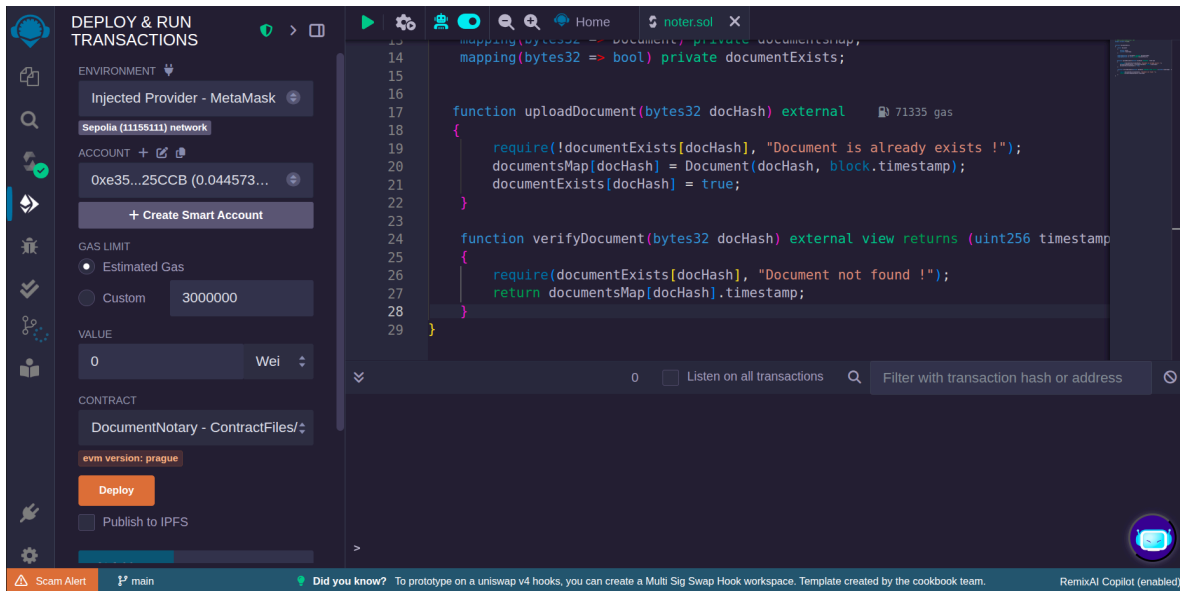 DEPLOY & RUN
TRANSACTIONS
ENVIRONMENT
Injected Provider - MetaMask
Sepolia (11155111) network
ACCOUNT
0xe35...25CCB (0.044573...
+ Create Smart Account
GAS LIMIT
Estimated Gas
Custom 3000000
VALUE
0 Wei
CONTRACT
DocumentNotary - ContractFiles/
evm version: prague
Deploy
Publish to IPFS
Home noter.sol
13 mapping(bytes32 => Document) private documentsMap;
14 mapping(bytes32 => bool) private documentExists;
15
16
17 function uploadDocument(bytes32 docHash) external 71335 gas
18 {
19 require(!documentExists[docHash], "Document is already exists !");
20 documentsMap[docHash] = Document(docHash, block.timestamp);
21 documentExists[docHash] = true;
22 }
23
24 function verifyDocument(bytes32 docHash) external view returns (uint256 timestamp
25 {
26 require(documentExists[docHash], "Document not found !");
27 return documentsMap[docHash].timestamp;
28 }
29 }
0 Listen on all transactions Filter with transaction hash or address
>
Scam Alert main Did you know? To prototype on a uniswap v4 hooks, you can create a Multi Sig Swap Hook workspace. Template created by the cookbook team. RemixAI Copilot (enabled)